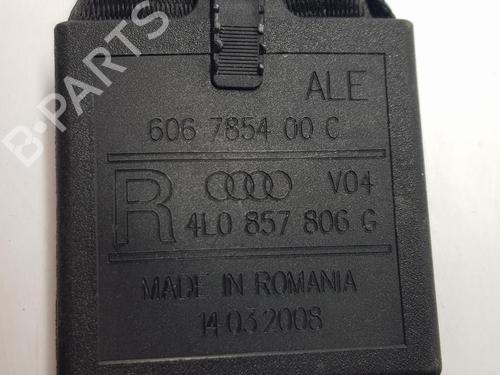 ALE
606 7854 00 C
R V04
4L0 857 806 G
MADE IN ROMANIA
14.03.2008
B-PARTS